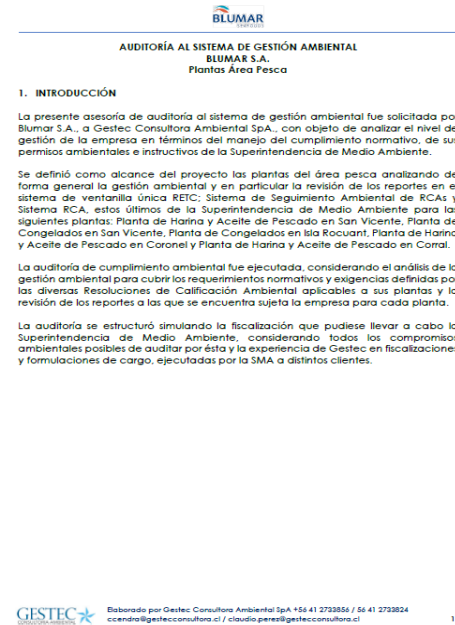 BLUMAR
AUDITORÍA AL SISTEMA DE GESTIÓN AMBIENTAL
BLUMAR S.A.
Plantas Área Pesca
1. INTRODUCCIÓN
La presente asesoría de auditoría al sistema de gestión ambiental fue solicitada po
Blumar S.A., a Gestec Consultora Ambiental SpA., con objeto de analizar el nivel de
gestión de la empresa en términos del manejo del cumplimiento normativo, de sus
permisos ambientales e instructivos de la Superintendencia de Medio Ambiente.
Se definió como alcance del proyecto las plantas del área pesca analizando de
forma general la gestión ambiental y en particular la revisión de los reportes en e
sistema de ventanilla única RETC; Sistema de Seguimiento Ambiental de RCAs y
Sistema RCA, estos últimos de la Superintendencia de Medio Ambiente para las
siguientes plantas: Planta de Harina y Aceite de Pescado en San Vicente, Planta de
Congelados en San Vicente, Planta de Congelados en Isla Rocuant, Planta de Harina
y Aceite de Pescado en Coronel y Planta de Harina y Aceite de Pescado en Corral.
La auditoría de cumplimiento ambiental fue ejecutada, considerando el análisis de la
gestión ambiental para cubrir los requerimientos normativos y exigencias definidas po
las diversas Resoluciones de Calificación Ambiental aplicables a sus plantas y la
revisión de los reportes a las que se encuentra sujeta la empresa para cada planta.
La auditoría se estructuró simulando la fiscalización que pudiese llevar a cabo la
Superintendencia de Medio Ambiente, considerando todos los compromisos
ambientales posibles de auditar por ésta y la experiencia de Gestec en fiscalizaciones
y formulaciones de cargo, ejecutadas por la SMA a distintos clientes.
GESTEC
CONSULTORA AMBIENTAL
Elaborado por Gestec Consultora Ambiental SpA +56 41 2733856 / 56 41 2733824
ccendra@gestecconsultora.cl / claudio.perez@gestecconsultora.cl
1